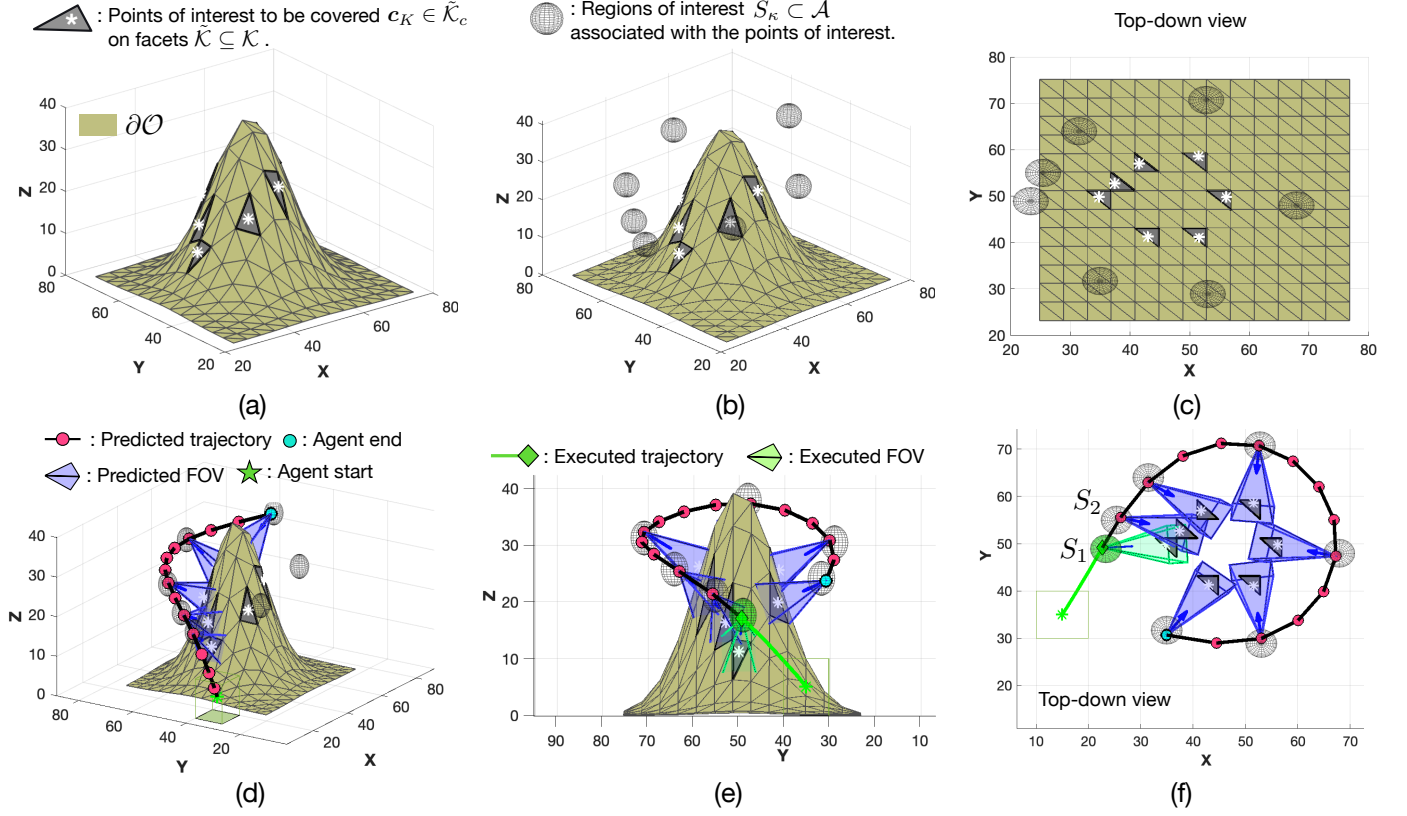 : Points of interest to be covered 𝒄_K ∈ 𝒦̃_c
on facets 𝒦̃ ⊆ 𝒦 .
∂𝒪
40
30
20
10
0
Z
80
60
40
20
Y
20
40
60
80
X
(a)
: Regions of interest S_κ ⊂ 𝒜
associated with the points of interest.
40
30
20
10
0
Z
80
60
40
20
Y
20
40
60
80
X
(b)
Top-down view
80
70
60
50
40
30
20
Y
20 30 40 50 60 70 80
X
(c)
: Predicted trajectory
: Agent end
: Predicted FOV
: Agent start
40
30
20
10
0
Z
80
60
40
20
Y
20
40
60
80
X
(d)
: Executed trajectory
: Executed FOV
40
30
20
10
0
Z
90 80 70 60 50 40 30 20 10
Y
(e)
70
60
50
40
30
20
Y
S₂
S₁
Top-down view
10 20 30 40 50 60 70
X
(f)